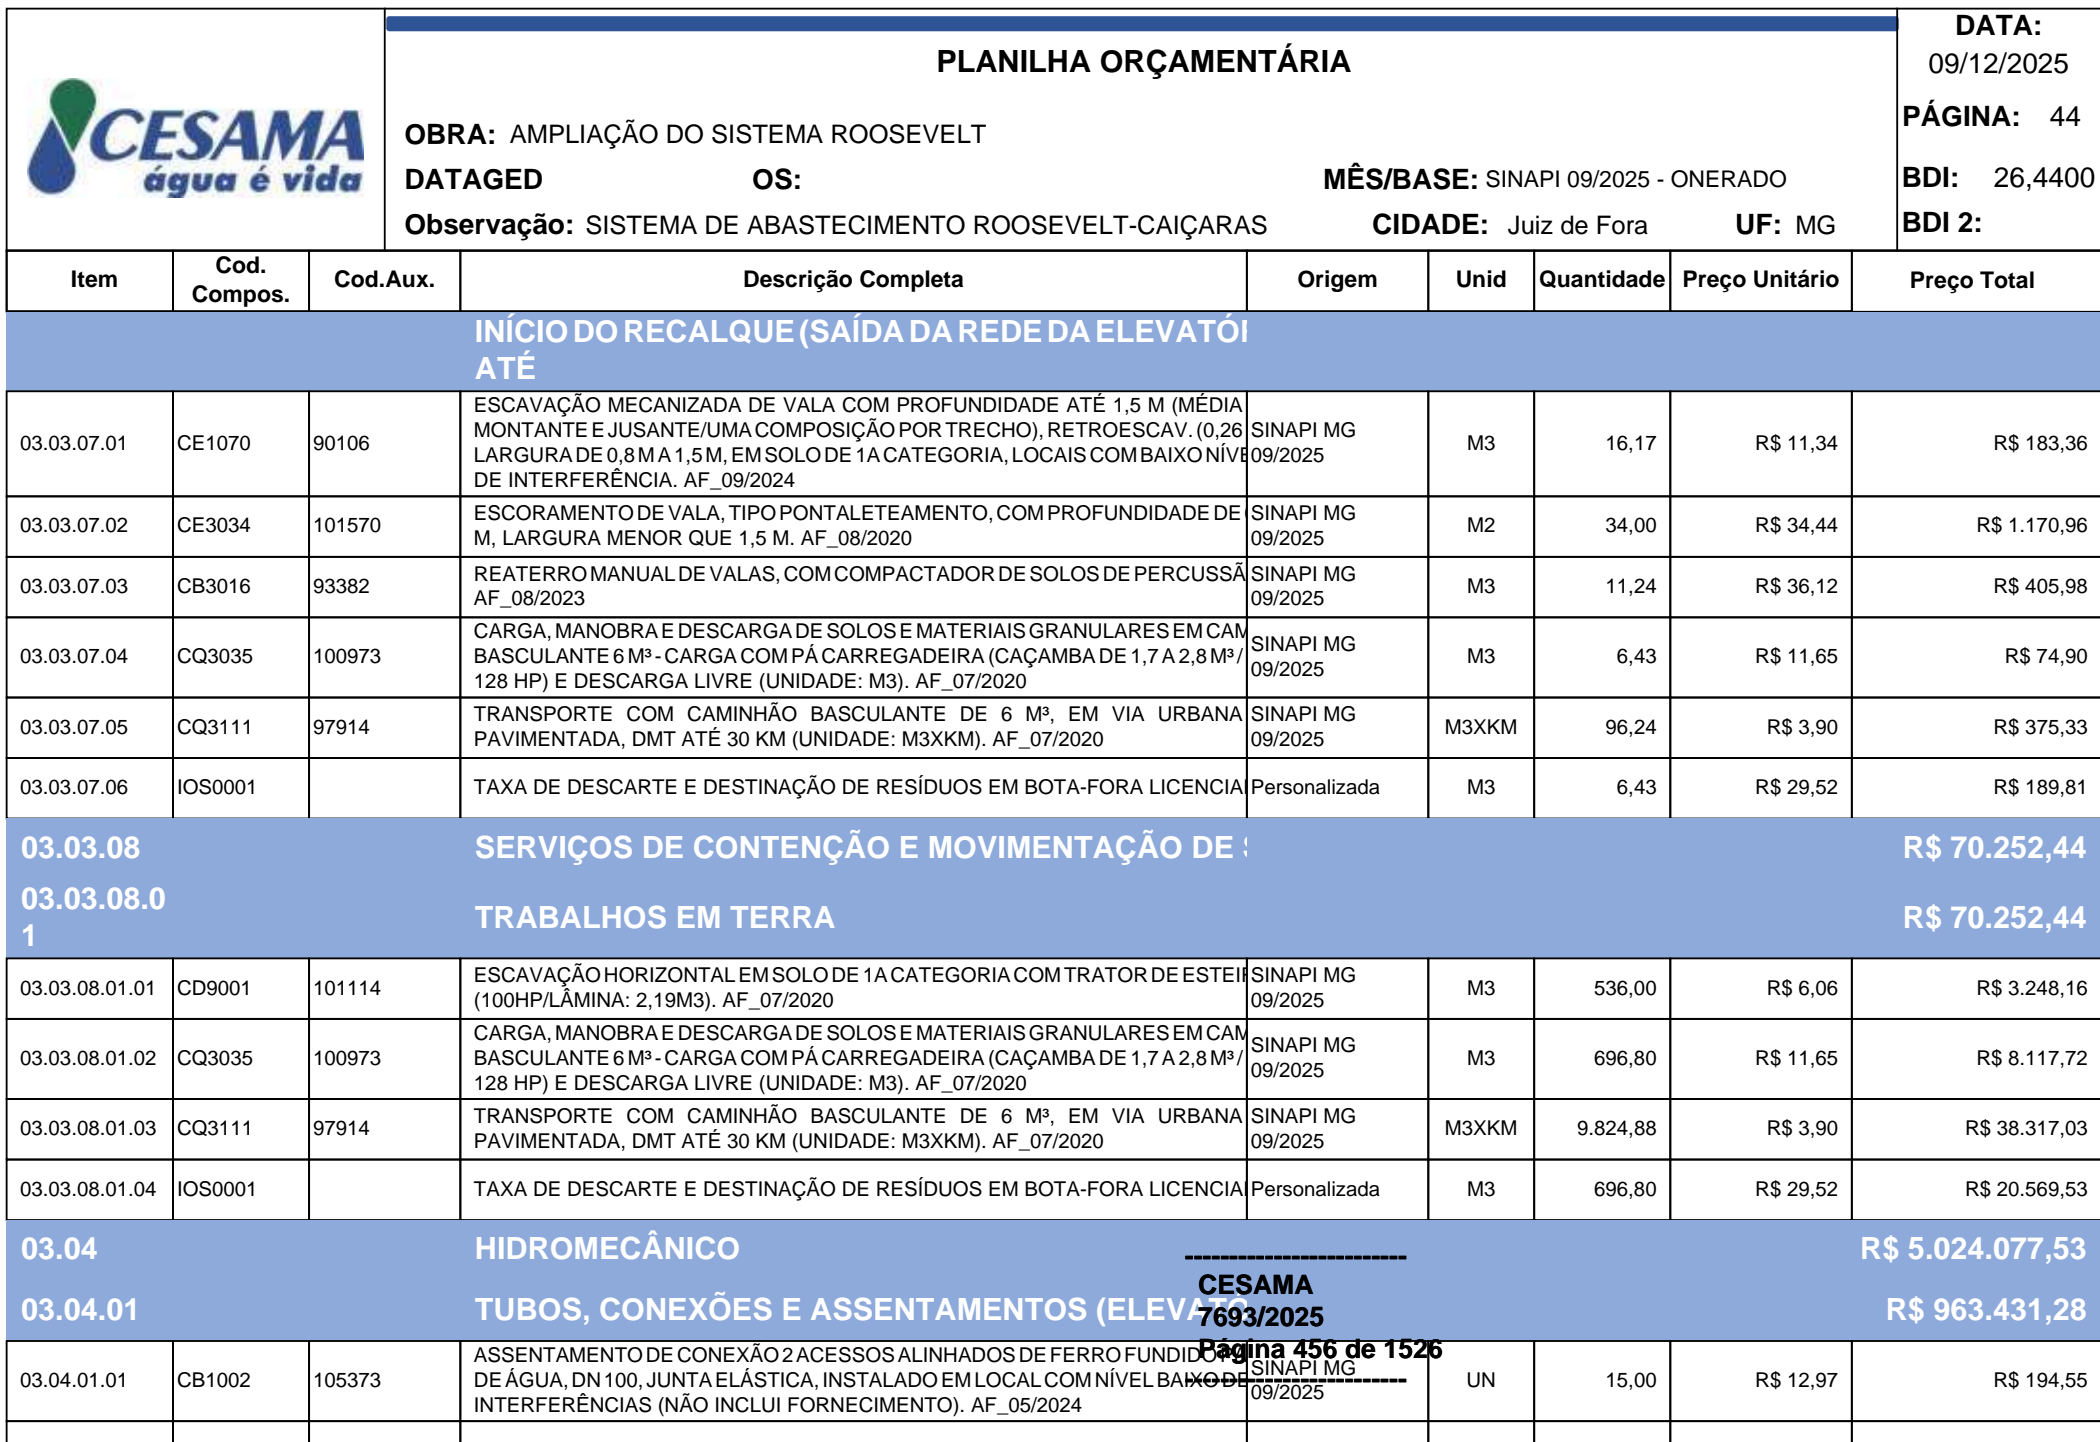 CESAMA
água é vida
PLANILHA ORÇAMENTÁRIA
OBRA: AMPLIAÇÃO DO SISTEMA ROOSEVELT
DATAGED OS: MÊS/BASE: SINAPI 09/2025 - ONERADO
Observação: SISTEMA DE ABASTECIMENTO ROOSEVELT-CAIÇARAS CIDADE: Juiz de Fora UF: MG
DATA:
09/12/2025
PÁGINA: 44
BDI: 26,4400
BDI 2:
Item Cod. Compos. Cod.Aux. Descrição Completa Origem Unid Quantidade Preço Unitário Preço Total
INÍCIO DO RECALQUE (SAÍDA DA REDE DA ELEVATÓ
ATÉ
03.03.07.01 CE1070 90106
ESCAVAÇÃO MECANIZADA DE VALA COM PROFUNDIDADE ATÉ 1,5 M (MÉDIA
MONTANTE E JUSANTE/UMA COMPOSIÇÃO POR TRECHO), RETROESCAV. (0,26
LARGURA DE 0,8 M A 1,5 M, EM SOLO DE 1A CATEGORIA, LOCAIS COM BAIXO NÍV
DE INTERFERÊNCIA. AF_09/2024
SINAPI MG
09/2025
M3 16,17 R$ 11,34 R$ 183,36
03.03.07.02 CE3034 101570
ESCORAMENTO DE VALA, TIPO PONTALETEAMENTO, COM PROFUNDIDADE DE
M, LARGURA MENOR QUE 1,5 M. AF_08/2020
SINAPI MG
09/2025
M2 34,00 R$ 34,44 R$ 1.170,96
03.03.07.03 CB3016 93382
REATERRO MANUAL DE VALAS, COM COMPACTADOR DE SOLOS DE PERCUSSÃ
AF_08/2023
SINAPI MG
09/2025
M3 11,24 R$ 36,12 R$ 405,98
03.03.07.04 CQ3035 100973
CARGA, MANOBRA E DESCARGA DE SOLOS E MATERIAIS GRANULARES EM CAM
BASCULANTE 6 M³ - CARGA COM PÁ CARREGADEIRA (CAÇAMBA DE 1,7 A 2,8 M³ /
128 HP) E DESCARGA LIVRE (UNIDADE: M3). AF_07/2020
SINAPI MG
09/2025
M3 6,43 R$ 11,65 R$ 74,90
03.03.07.05 CQ3111 97914
TRANSPORTE COM CAMINHÃO BASCULANTE DE 6 M³, EM VIA URBANA
PAVIMENTADA, DMT ATÉ 30 KM (UNIDADE: M3XKM). AF_07/2020
SINAPI MG
09/2025
M3XKM 96,24 R$ 3,90 R$ 375,33
03.03.07.06 IOS0001
TAXA DE DESCARTE E DESTINAÇÃO DE RESÍDUOS EM BOTA-FORA LICENCIA
Personalizada
M3 6,43 R$ 29,52 R$ 189,81
03.03.08 SERVIÇOS DE CONTENÇÃO E MOVIMENTAÇÃO DE R$ 70.252,44
03.03.08.0
1
TRABALHOS EM TERRA R$ 70.252,44
03.03.08.01.01 CD9001 101114
ESCAVAÇÃO HORIZONTAL EM SOLO DE 1A CATEGORIA COM TRATOR DE ESTEI
(100HP/LÂMINA: 2,19M3). AF_07/2020
SINAPI MG
09/2025
M3 536,00 R$ 6,06 R$ 3.248,16
03.03.08.01.02 CQ3035 100973
CARGA, MANOBRA E DESCARGA DE SOLOS E MATERIAIS GRANULARES EM CAM
BASCULANTE 6 M³ - CARGA COM PÁ CARREGADEIRA (CAÇAMBA DE 1,7 A 2,8 M³ /
128 HP) E DESCARGA LIVRE (UNIDADE: M3). AF_07/2020
SINAPI MG
09/2025
M3 696,80 R$ 11,65 R$ 8.117,72
03.03.08.01.03 CQ3111 97914
TRANSPORTE COM CAMINHÃO BASCULANTE DE 6 M³, EM VIA URBANA
PAVIMENTADA, DMT ATÉ 30 KM (UNIDADE: M3XKM). AF_07/2020
SINAPI MG
09/2025
M3XKM 9.824,88 R$ 3,90 R$ 38.317,03
03.03.08.01.04 IOS0001
TAXA DE DESCARTE E DESTINAÇÃO DE RESÍDUOS EM BOTA-FORA LICENCIA
Personalizada
M3 696,80 R$ 29,52 R$ 20.569,53
03.04 HIDROMECÂNICO R$ 5.024.077,53
03.04.01 TUBOS, CONEXÕES E ASSENTAMENTOS (ELEVATÓ R$ 963.431,28
-------------------------
CESAMA
7693/2025
Página 456 de 1526
-------------------------
03.04.01.01 CB1002 105373
ASSENTAMENTO DE CONEXÃO 2 ACESSOS ALINHADOS DE FERRO FUNDIDO
DE ÁGUA, DN 100, JUNTA ELÁSTICA, INSTALADO EM LOCAL COM NÍVEL BAIXO DE
INTERFERÊNCIAS (NÃO INCLUI FORNECIMENTO). AF_05/2024
SINAPI MG
09/2025
UN 15,00 R$ 12,97 R$ 194,55